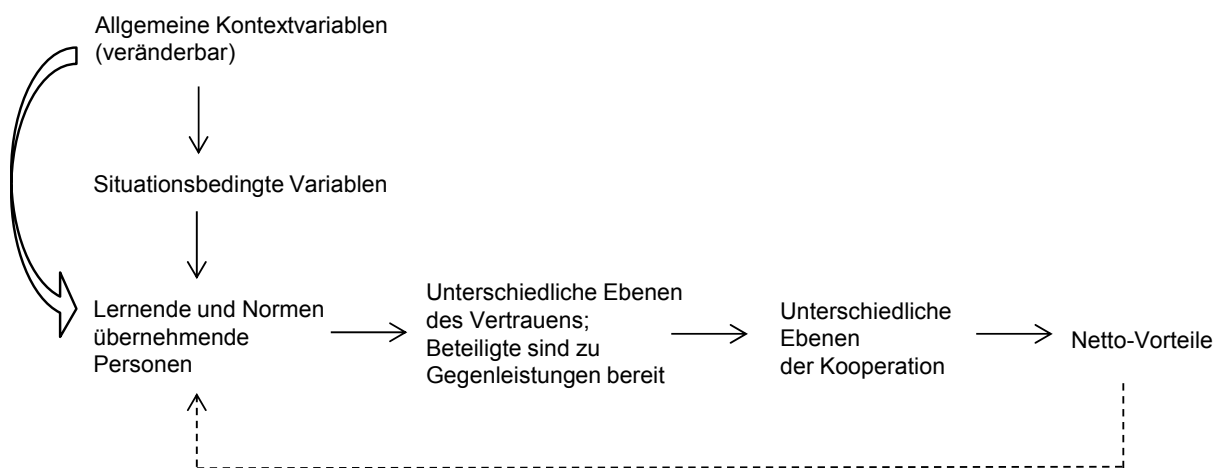 Allgemeine Kontextvariablen
(veränderbar)
Situationsbedingte Variablen
Lernende und Normen
übernehmende
Personen
Unterschiedliche Ebenen
des Vertrauens;
Beteiligte sind zu
Gegenleistungen bereit
Unterschiedliche
Ebenen
der Kooperation
Netto-Vorteile